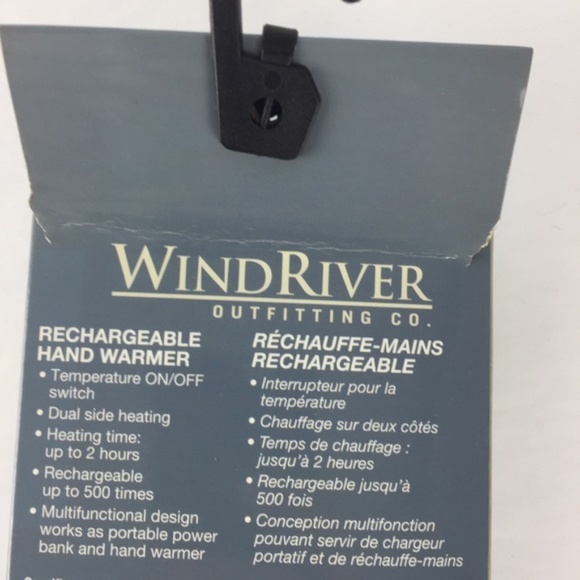 WINDRIVER
OUTFITTING CO.
RECHARGEABLE
HAND WARMER
• Temperature ON/OFF
switch
• Dual side heating
• Heating time:
up to 2 hours
• Rechargeable
up to 500 times
• Multifunctional design
works as portable power
bank and hand warmer
RÉCHAUFFE-MAINS
RECHARGEABLE
• Interrupteur pour la
température
• Chauffage sur deux côtés
• Temps de chauffage :
jusqu'à 2 heures
• Rechargeable jusqu'à
500 fois
• Conception multifonction
pouvant servir de chargeur
portatif et de réchauffe-mains